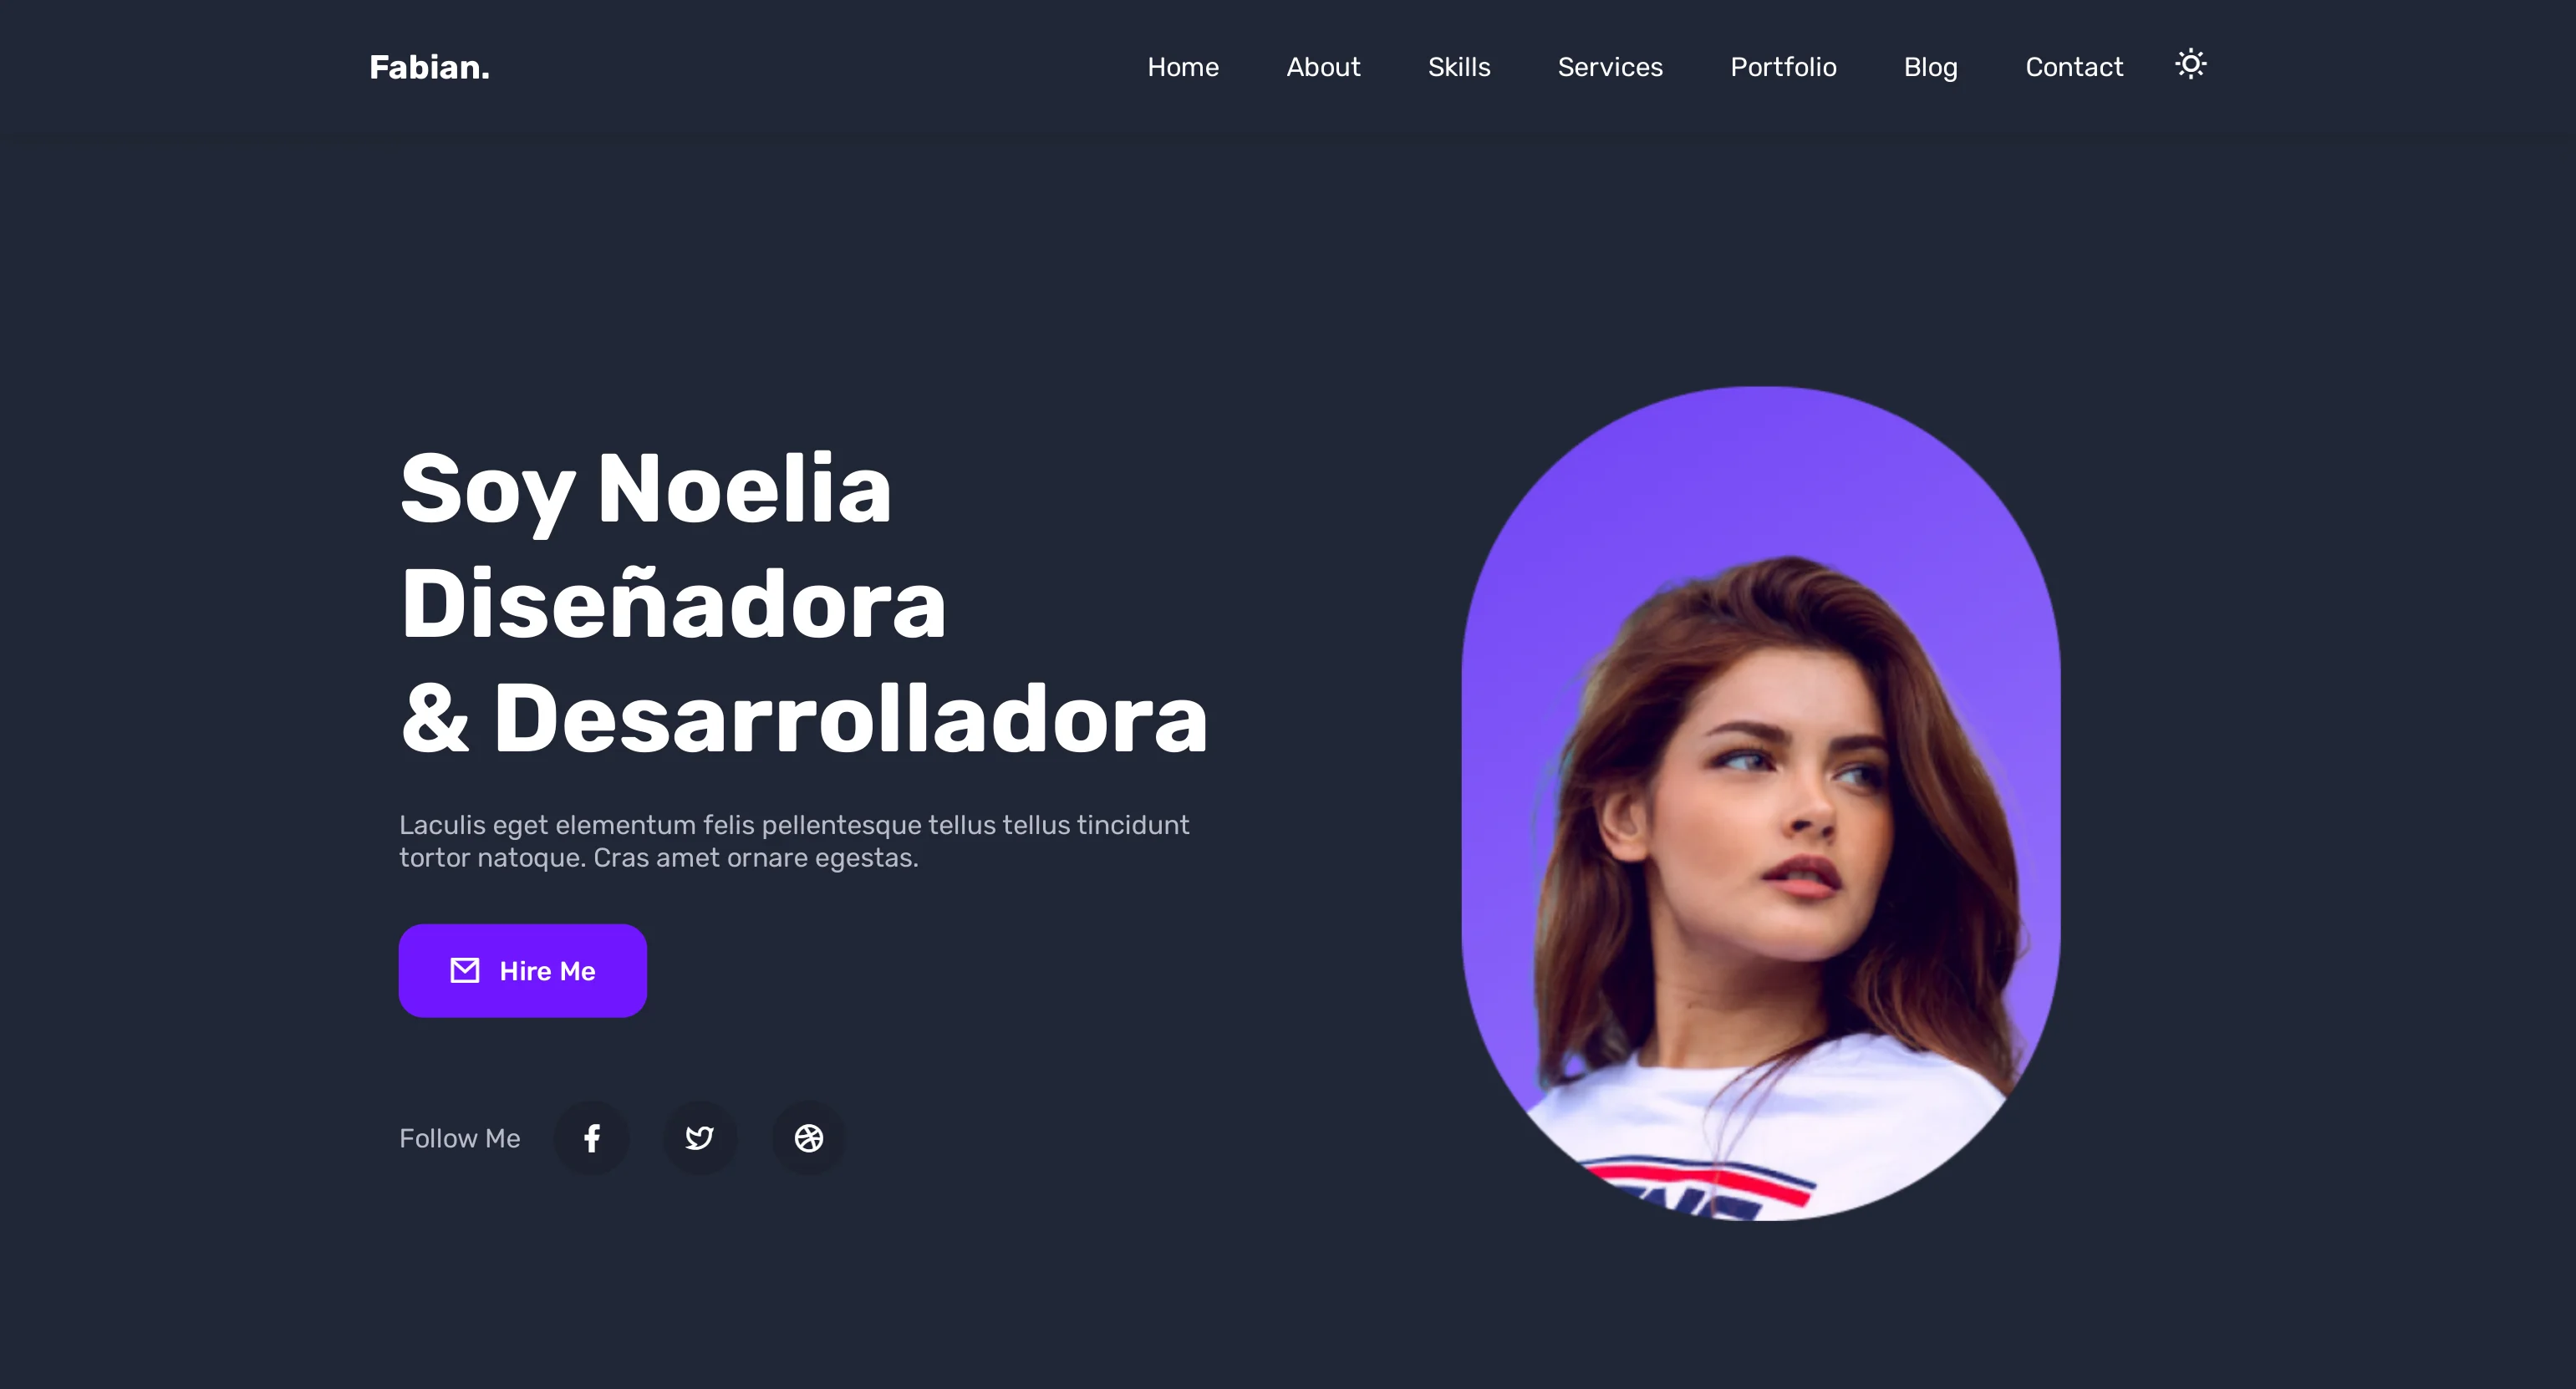 Fabian.
Home About Skills Services Portfolio Blog Contact
Soy Noelia
Diseñadora
& Desarrolladora
Laculis eget elementum felis pellentesque tellus tellus tincidunt
tortor natoque. Cras amet ornare egestas.
Hire Me
Follow Me